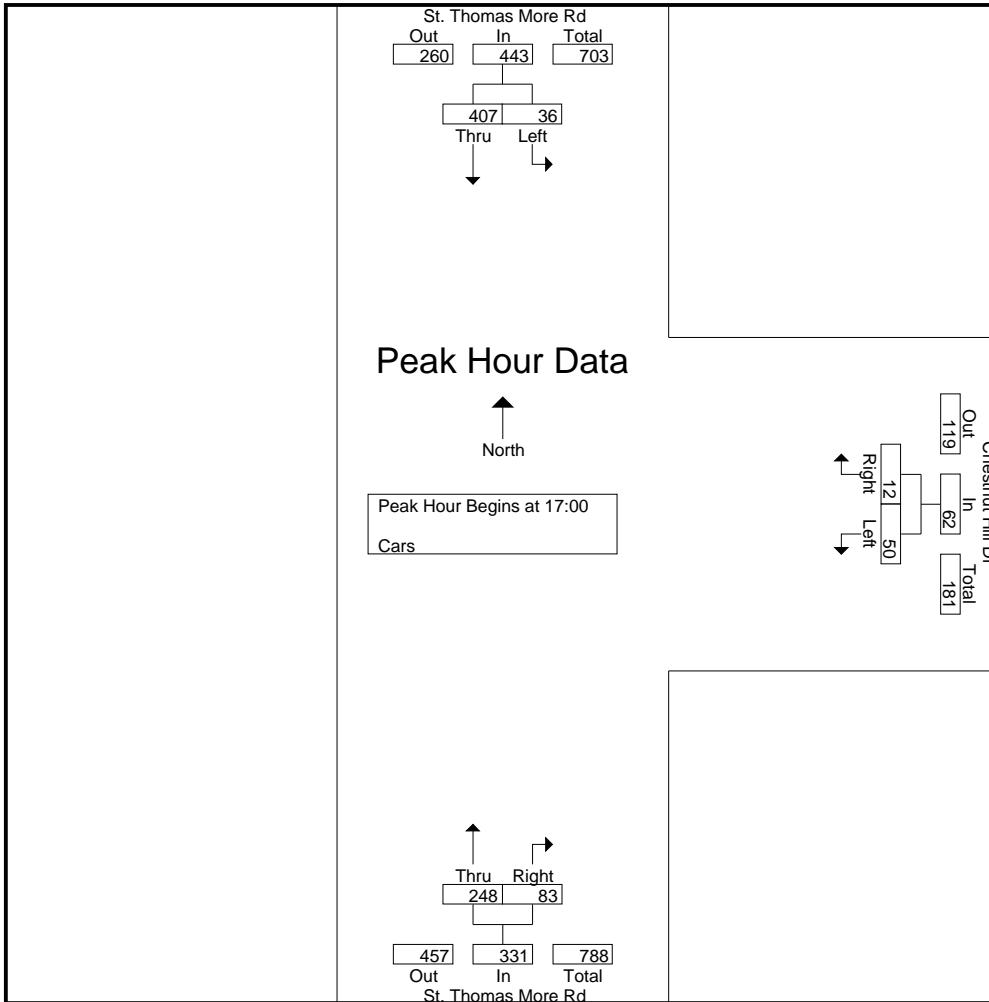 St. Thomas More Rd
Out In Total
260 443 703
407 36
Thru Left
Peak Hour Data
North
Peak Hour Begins at 17:00
Cars
Out In Total
119 62 181
12 50
Right Left
Thru Right
248 83
457 331 788
Out In Total
St. Thomas More Rd